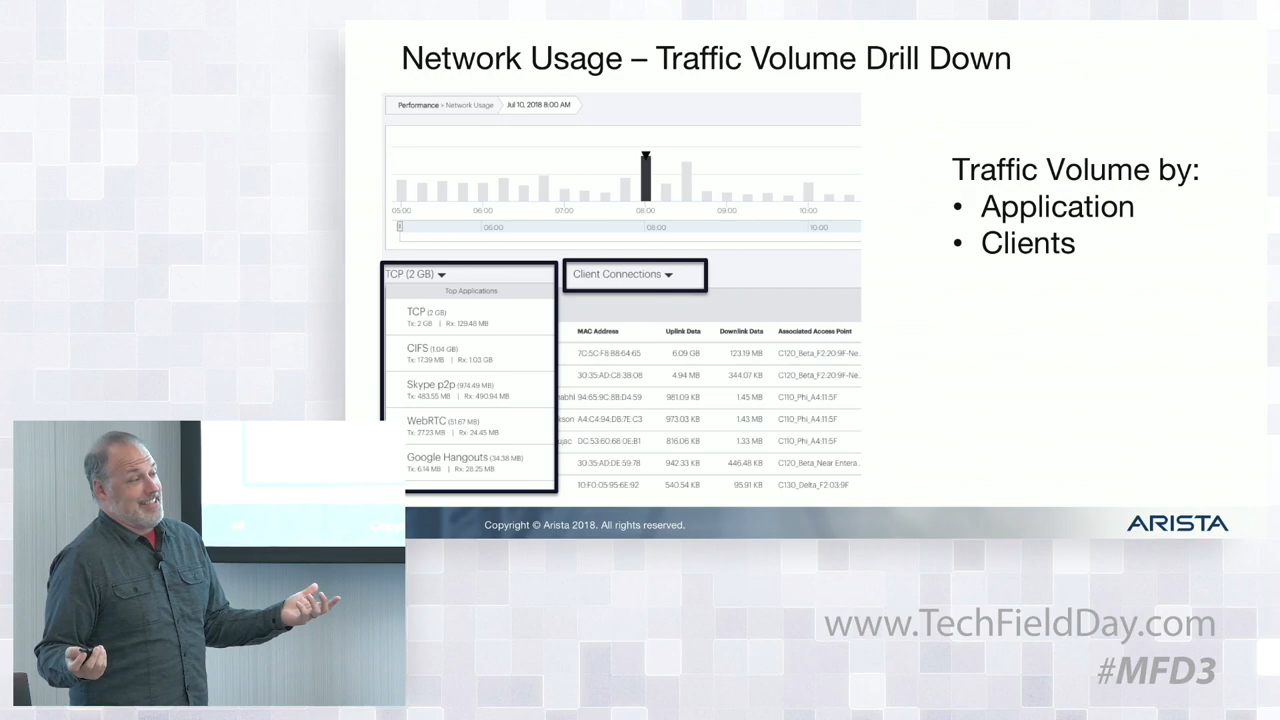 Network Usage – Traffic Volume Drill Down
Performance > Network Usage Jul 10, 2018 8:00 AM
05:00 06:00 07:00 08:00 09:00 10:00
06:00 08:00 10:00
TCP (2 GB)
Client Connections
Top Applications
TCP (2 GB)
Tx: 2 GB | Rx: 129.48 MB
CIFS (1.04 GB)
Tx: 17.39 MB | Rx: 1.03 GB
Skype p2p (974.49 MB)
Tx: 483.55 MB | Rx: 490.94 MB
WebRTC (51.67 MB)
Tx: 27.23 MB | Rx: 24.45 MB
Google Hangouts (34.38 MB)
Tx: 6.14 MB | Rx: 28.25 MB
MAC Address Uplink Data Downlink Data Associated Access Point
7C:5C:F8:B8:64:65 6.09 GB 123.19 MB C120_Beta_F2:20:9F-Ne..
30:35:AD:C8:3B:08 4.94 MB 344.07 KB C120_Beta_F2:20:9F-Ne..
94:65:9C:8B:D4:59 981.09 KB 1.45 MB C110_Phi_A4:11:5F
A4:C4:94:DB:7E:C3 973.03 KB 1.43 MB C110_Phi_A4:11:5F
DC:53:60:68:0E:B1 816.06 KB 1.33 MB C110_Phi_A4:11:5F
30:35:AD:DE:59:78 942.33 KB 446.48 KB C120_Beta_Near Entera..
10:F0:05:95:6E:92 540.54 KB 95.91 KB C130_Delta_F2:03:9F
Traffic Volume by:
• Application
• Clients
Copyright © Arista 2018. All rights reserved.
ARISTA
www.TechFieldDay.com
#MFD3